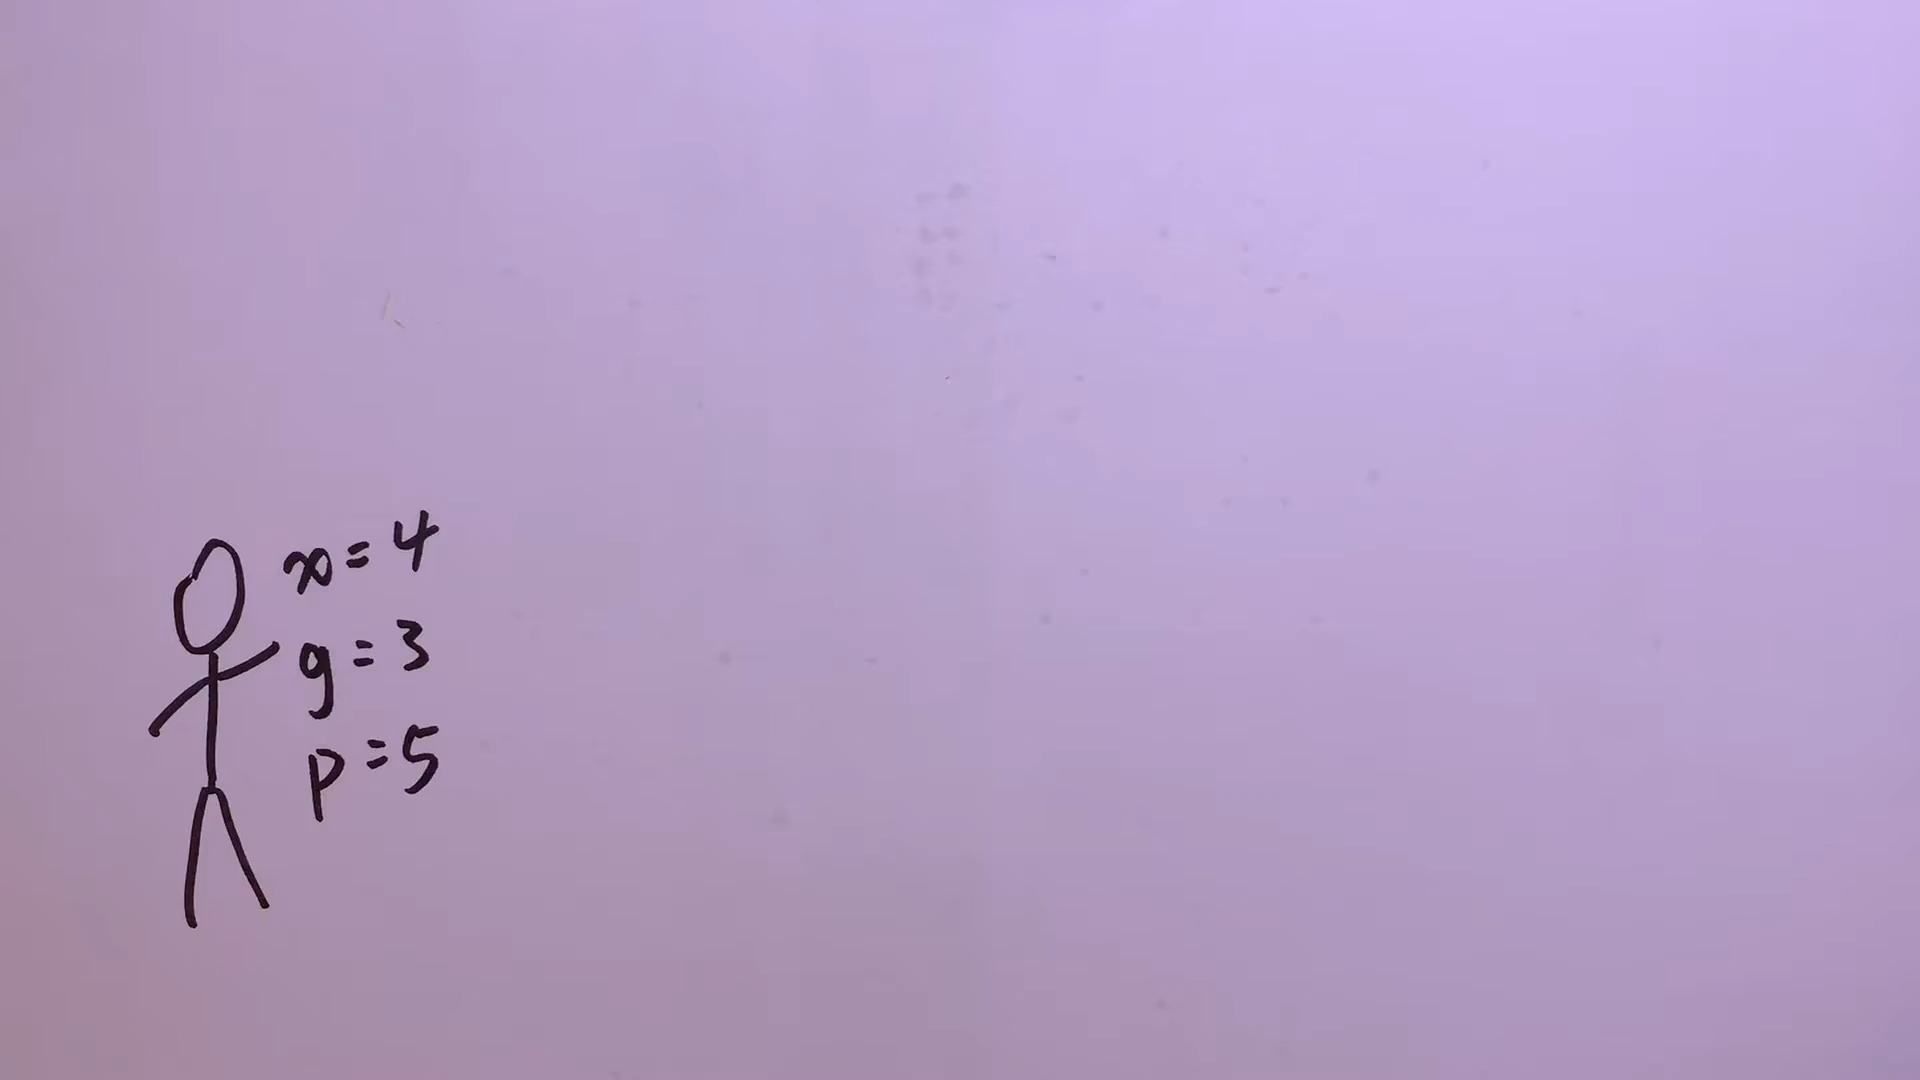 x = 4
g = 3
p = 5